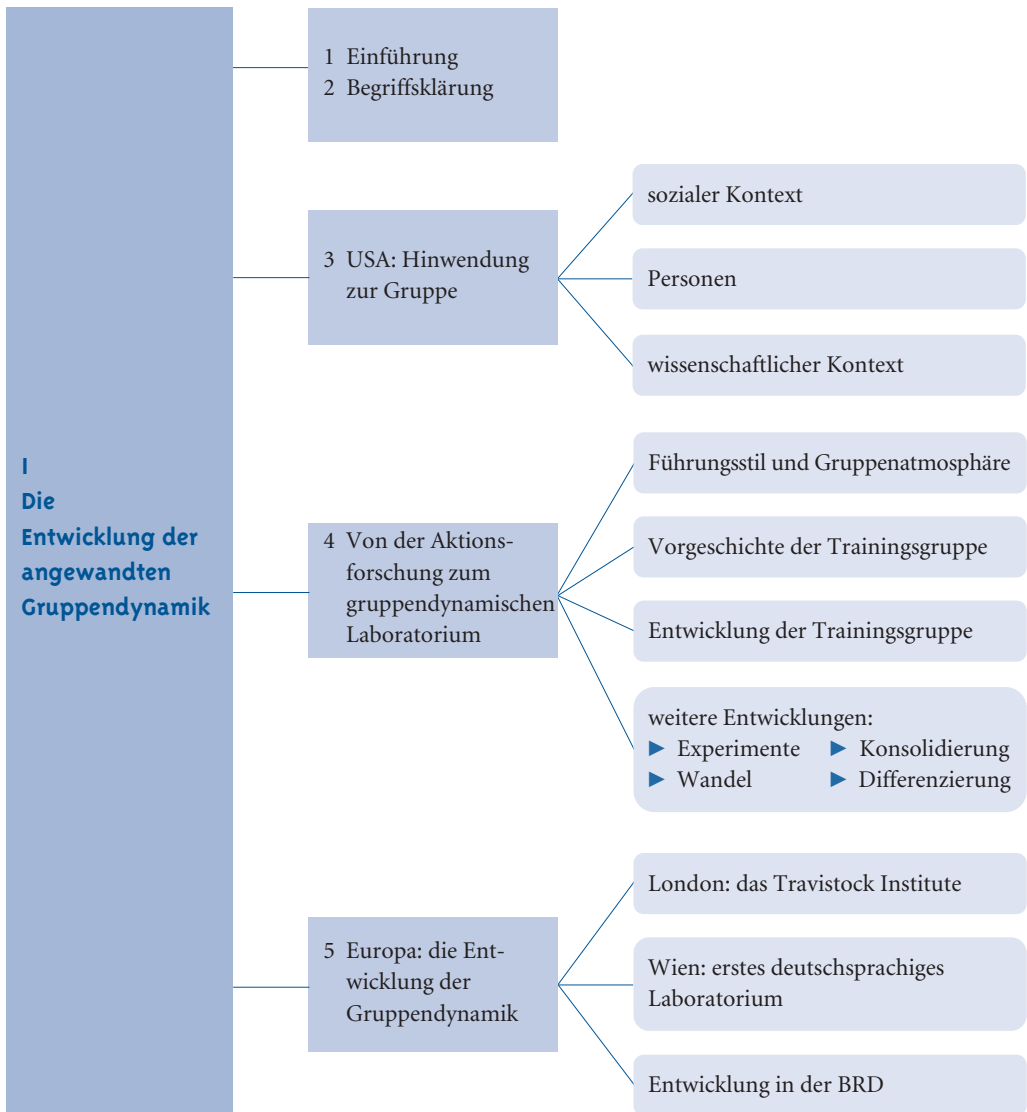 I
Die
Entwicklung der
angewandten
Gruppendynamik
1 Einführung
2 Begriffsklärung
3 USA: Hinwendung
zur Gruppe
sozialer Kontext
Personen
wissenschaftlicher Kontext
4 Von der Aktions-
forschung zum
gruppendynamischen
Laboratorium
Führungsstil und Gruppenatmosphäre
Vorgeschichte der Trainingsgruppe
Entwicklung der Trainingsgruppe
weitere Entwicklungen:
► Experimente ► Konsolidierung
► Wandel ► Differenzierung
5 Europa: die Ent-
wicklung der
Gruppendynamik
London: das Travistock Institute
Wien: erstes deutschsprachiges
Laboratorium
Entwicklung in der BRD